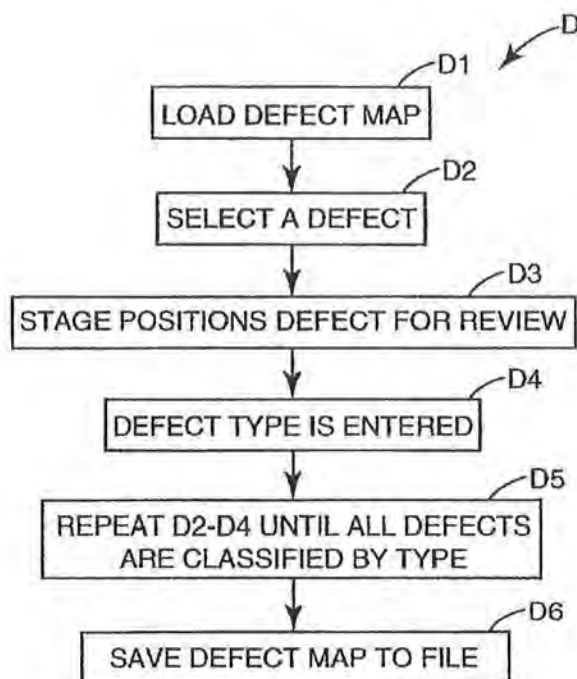 D
D1
LOAD DEFECT MAP
D2
SELECT A DEFECT
D3
STAGE POSITIONS DEFECT FOR REVIEW
D4
DEFECT TYPE IS ENTERED
D5
REPEAT D2-D4 UNTIL ALL DEFECTS
ARE CLASSIFIED BY TYPE
D6
SAVE DEFECT MAP TO FILE